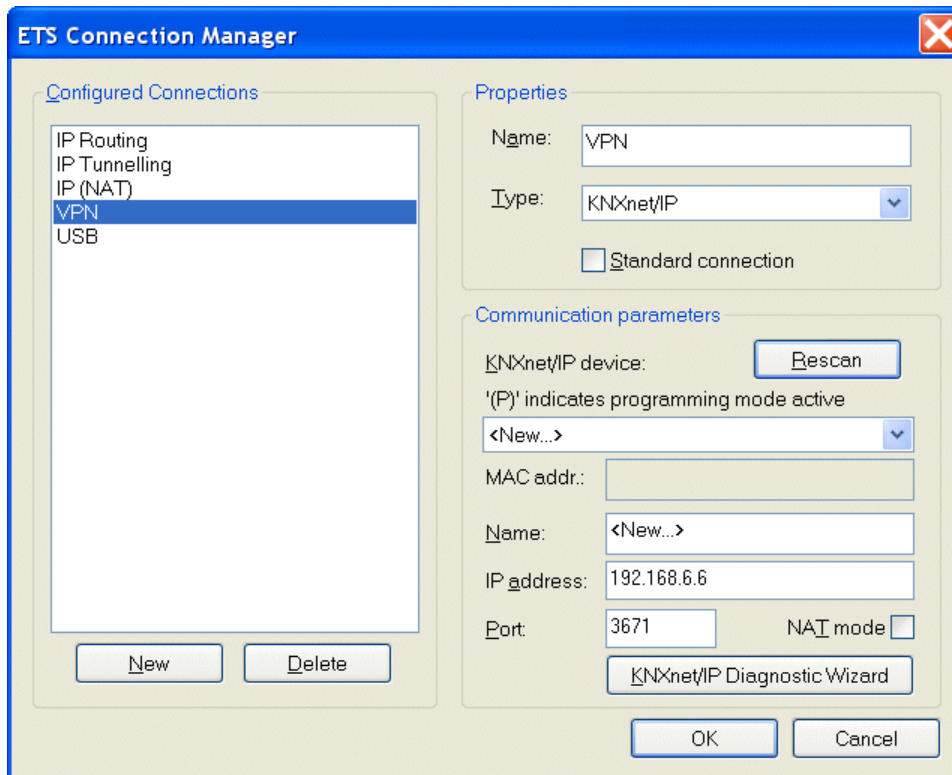 ETS Connection Manager
Configured Connections
IP Routing
IP Tunnelling
IP (NAT)
VPN
USB
New
Delete
Properties
Name:
VPN
Type:
KNXnet/IP
Standard connection
Communication parameters
KNXnet/IP device:
Rescan
'(P)' indicates programming mode active
<New...>
MAC addr.:
Name:
<New...>
IP address:
192.168.6.6
Port:
3671
NAT mode
KNXnet/IP Diagnostic Wizard
OK
Cancel